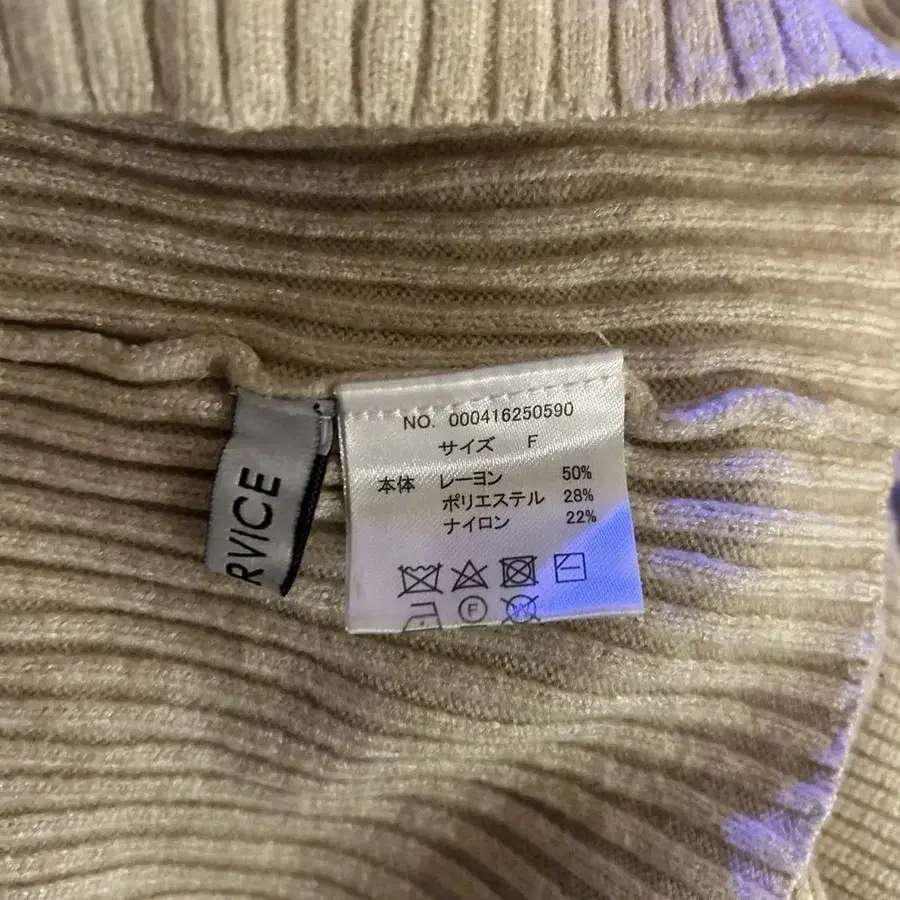 NO. 000416250590
サイズ F
本体 レーヨン 50%
ポリエステル 28%
ナイロン 22%
F
W
RVICE